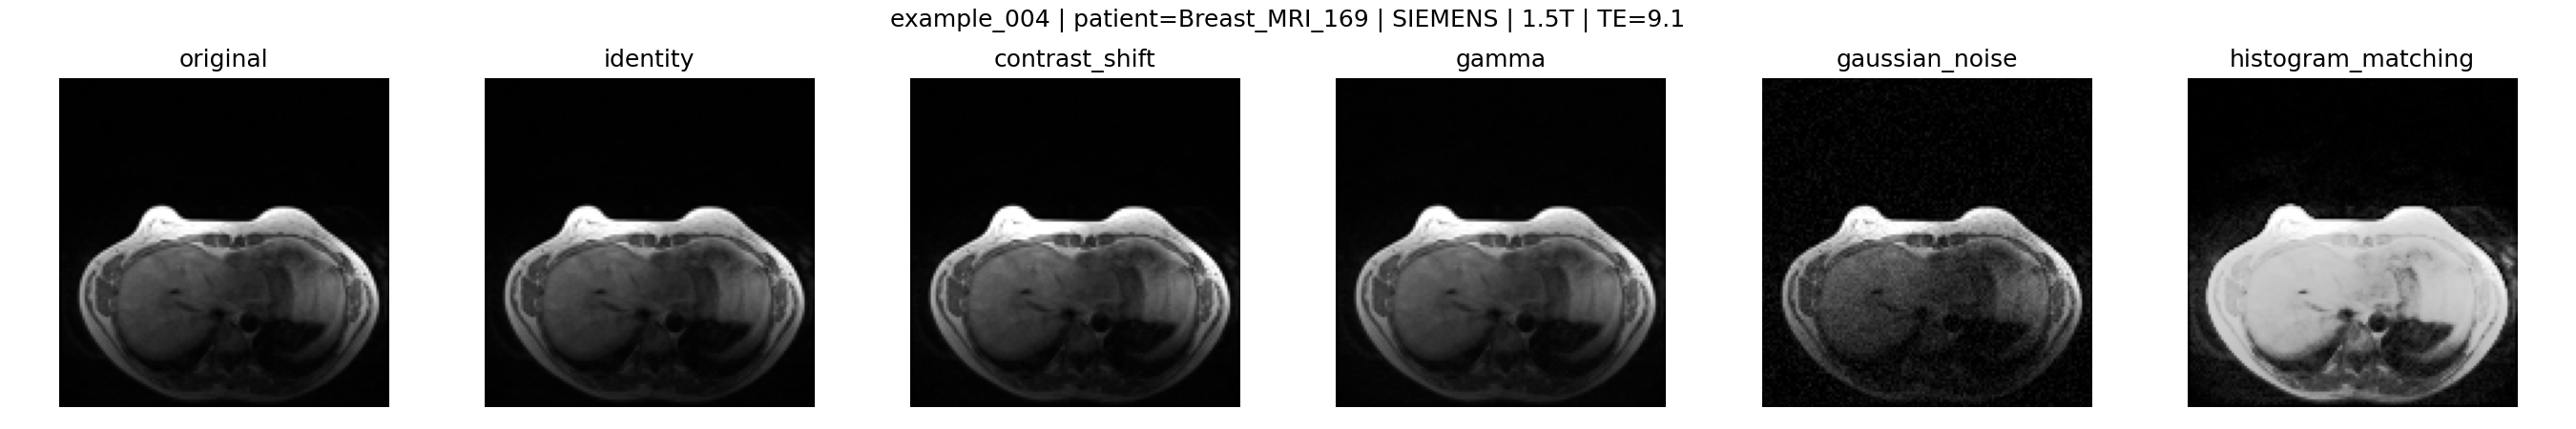 example_004 | patient=Breast_MRI_169 | SIEMENS | 1.5T | TE=9.1
original
identity
contrast_shift
gamma
gaussian_noise
histogram_matching